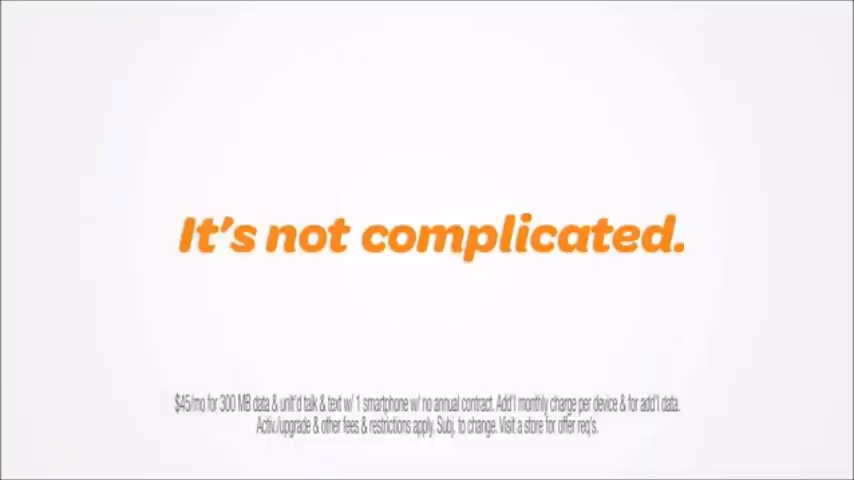 It's not complicated.
$45/mo for 300 MB data & unlt'd talk & text w/ 1 smartphone w/ no annual contract. Add'l monthly charge per device & for add'l data.
Activ./upgrade & other fees & restrictions apply. Subj. to change. Visit a store for offer req's.